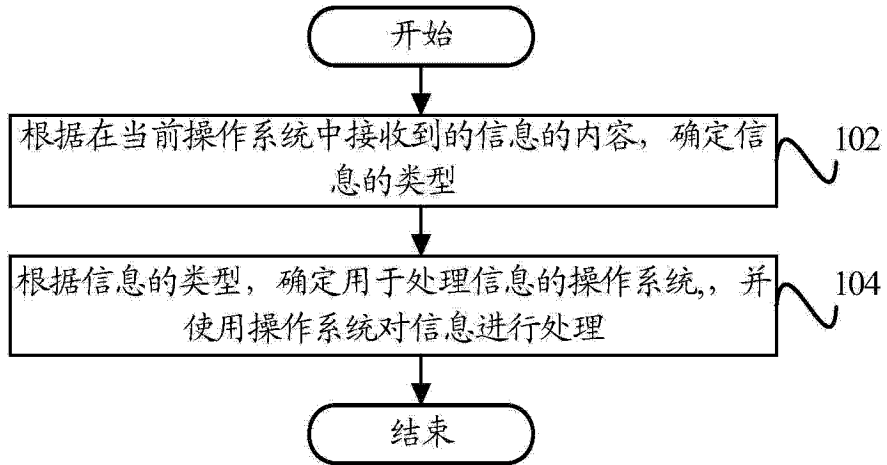 开始
根据在当前操作系统中接收到的信息的内容，确定信
息的类型
102
根据信息的类型，确定用于处理信息的操作系统,，并
使用操作系统对信息进行处理
104
结束